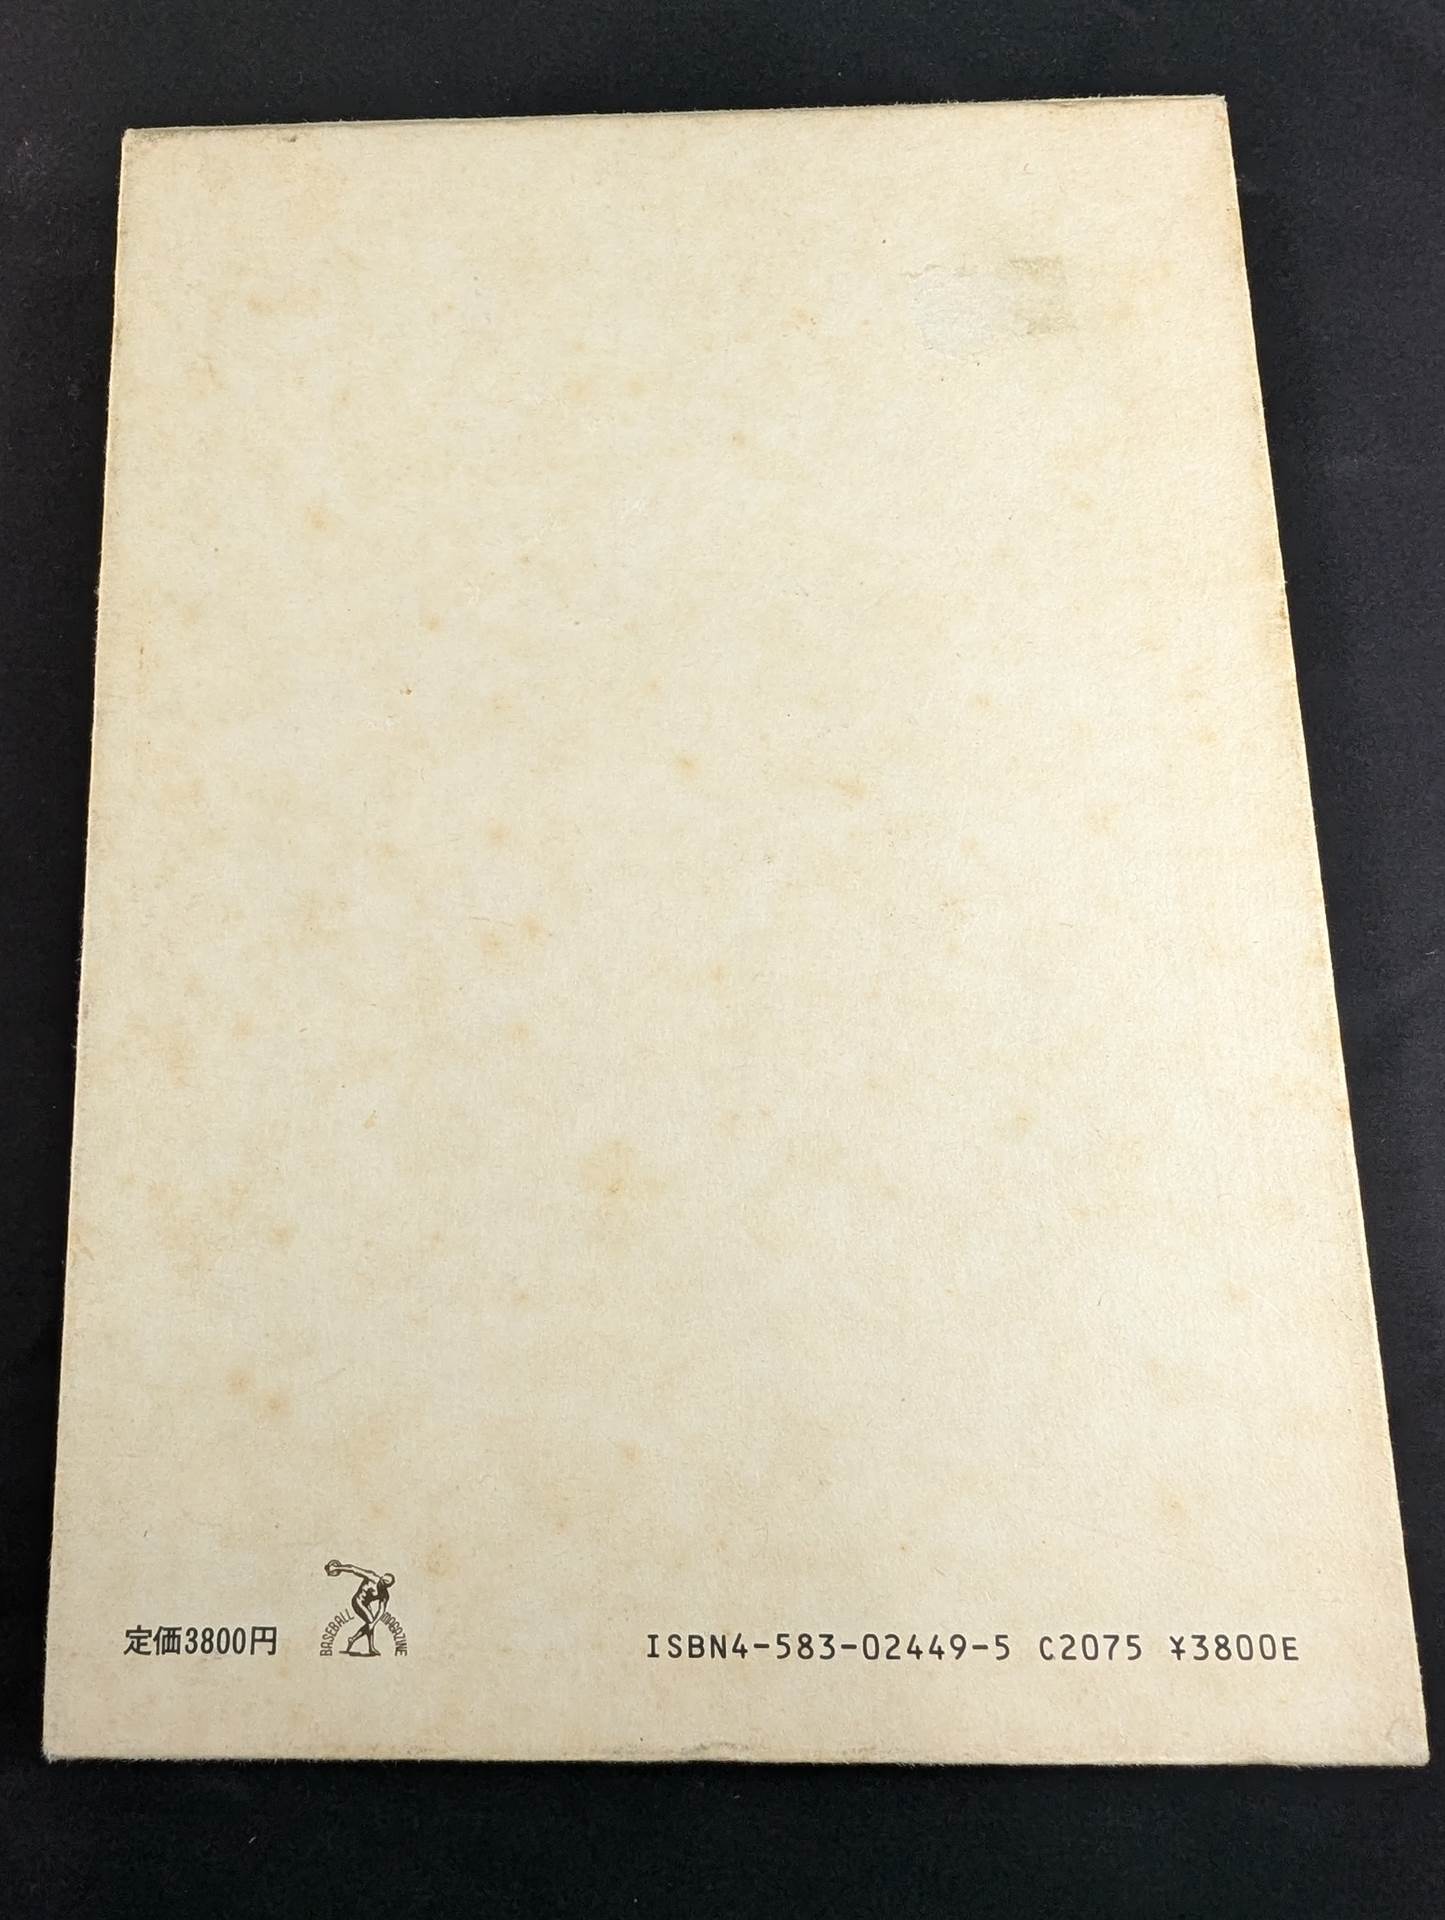 定価3800円
BASEBALL MAGAZINE
ISBN4-583-02449-5 C2075 ¥3800E